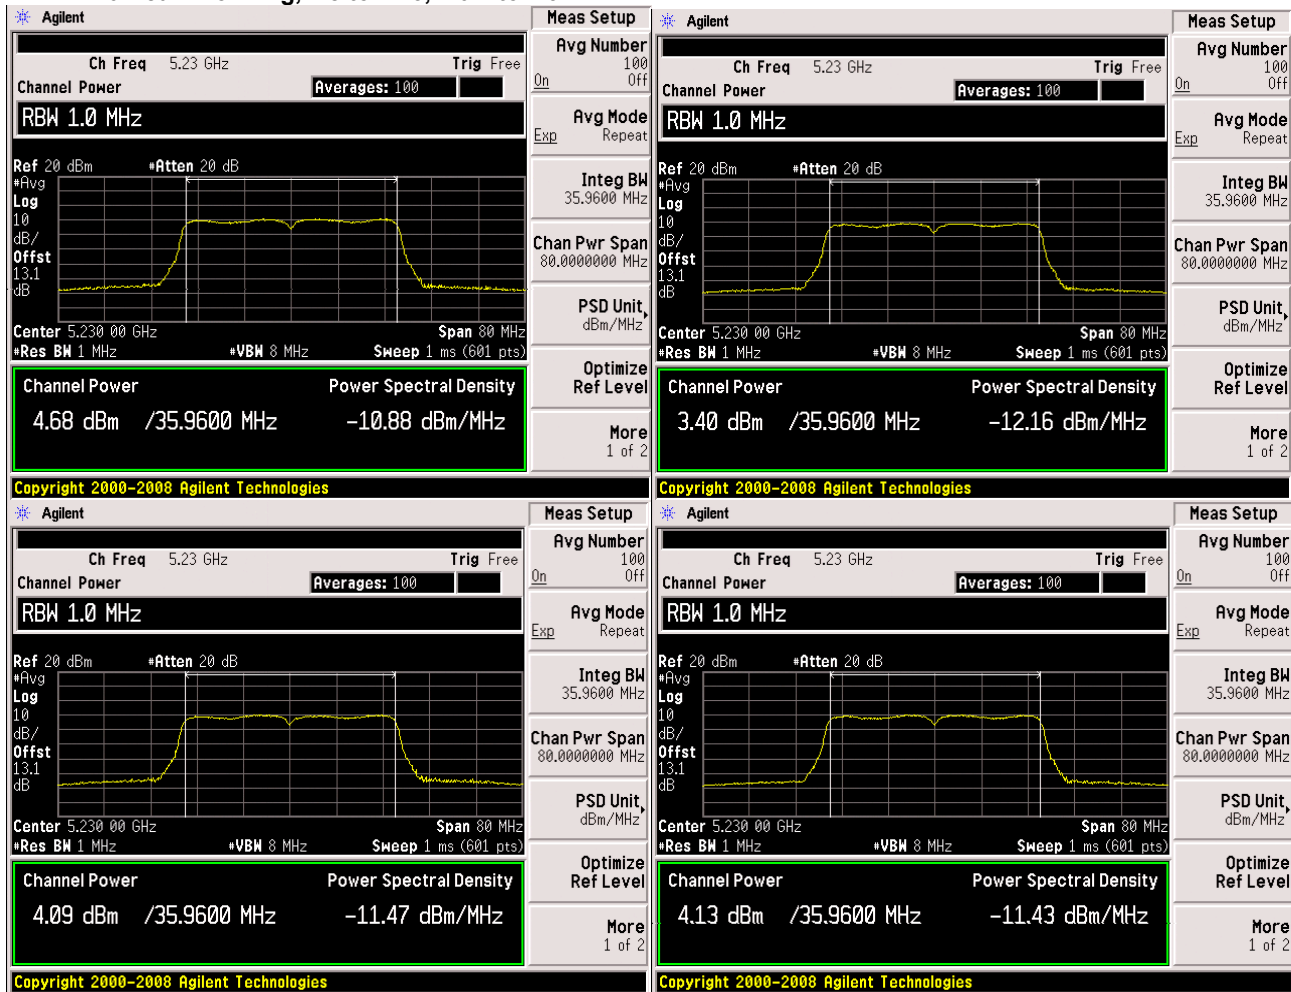 Agilent
Meas Setup
Ch Freq 5.23 GHz Trig Free
Channel Power Averages: 100
RBW 1.0 MHz
Ref 20 dBm #Atten 20 dB
#Avg
Log
10
dB/
Offst
13.1
dB
Center 5.230 00 GHz Span 80 MHz
#Res BW 1 MHz #VBW 8 MHz Sweep 1 ms (601 pts)
Channel Power Power Spectral Density
4.68 dBm /35.9600 MHz -10.88 dBm/MHz
Avg Number
100
On Off
Avg Mode
Exp Repeat
Integ BW
35.9600 MHz
Chan Pwr Span
80.0000000 MHz
PSD Unit
dBm/MHz
Optimize
Ref Level
More
1 of 2
Copyright 2000-2008 Agilent Technologies
Agilent
Meas Setup
Ch Freq 5.23 GHz Trig Free
Channel Power Averages: 100
RBW 1.0 MHz
Ref 20 dBm #Atten 20 dB
#Avg
Log
10
dB/
Offst
13.1
dB
Center 5.230 00 GHz Span 80 MHz
#Res BW 1 MHz #VBW 8 MHz Sweep 1 ms (601 pts)
Channel Power Power Spectral Density
3.40 dBm /35.9600 MHz -12.16 dBm/MHz
Avg Number
100
On Off
Avg Mode
Exp Repeat
Integ BW
35.9600 MHz
Chan Pwr Span
80.0000000 MHz
PSD Unit
dBm/MHz
Optimize
Ref Level
More
1 of 2
Copyright 2000-2008 Agilent Technologies
Agilent
Meas Setup
Ch Freq 5.23 GHz Trig Free
Channel Power Averages: 100
RBW 1.0 MHz
Ref 20 dBm #Atten 20 dB
#Avg
Log
10
dB/
Offst
13.1
dB
Center 5.230 00 GHz Span 80 MHz
#Res BW 1 MHz #VBW 8 MHz Sweep 1 ms (601 pts)
Channel Power Power Spectral Density
4.09 dBm /35.9600 MHz -11.47 dBm/MHz
Avg Number
100
On Off
Avg Mode
Exp Repeat
Integ BW
35.9600 MHz
Chan Pwr Span
80.0000000 MHz
PSD Unit
dBm/MHz
Optimize
Ref Level
More
1 of 2
Copyright 2000-2008 Agilent Technologies
Agilent
Meas Setup
Ch Freq 5.23 GHz Trig Free
Channel Power Averages: 100
RBW 1.0 MHz
Ref 20 dBm #Atten 20 dB
#Avg
Log
10
dB/
Offst
13.1
dB
Center 5.230 00 GHz Span 80 MHz
#Res BW 1 MHz #VBW 8 MHz Sweep 1 ms (601 pts)
Channel Power Power Spectral Density
4.13 dBm /35.9600 MHz -11.43 dBm/MHz
Avg Number
100
On Off
Avg Mode
Exp Repeat
Integ BW
35.9600 MHz
Chan Pwr Span
80.0000000 MHz
PSD Unit
dBm/MHz
Optimize
Ref Level
More
1 of 2
Copyright 2000-2008 Agilent Technologies